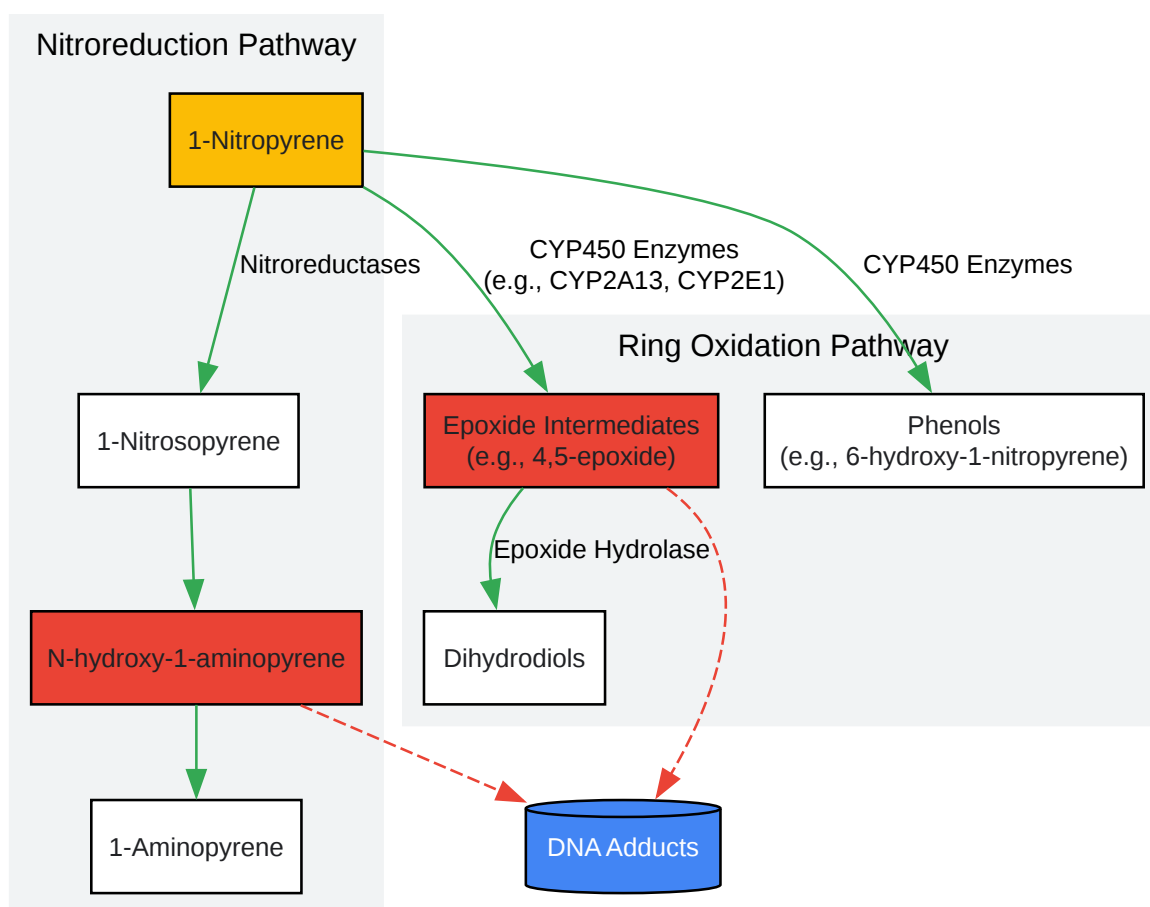 Nitroreduction Pathway
1-Nitropyrene
Nitroreductases
CYP450 Enzymes
(e.g., CYP2A13, CYP2E1)
CYP450 Enzymes
Ring Oxidation Pathway
1-Nitrosopyrene
Epoxide Intermediates
(e.g., 4,5-epoxide)
Phenols
(e.g., 6-hydroxy-1-nitropyrene)
Epoxide Hydrolase
N-hydroxy-1-aminopyrene
Dihydrodiols
1-Aminopyrene
DNA Adducts